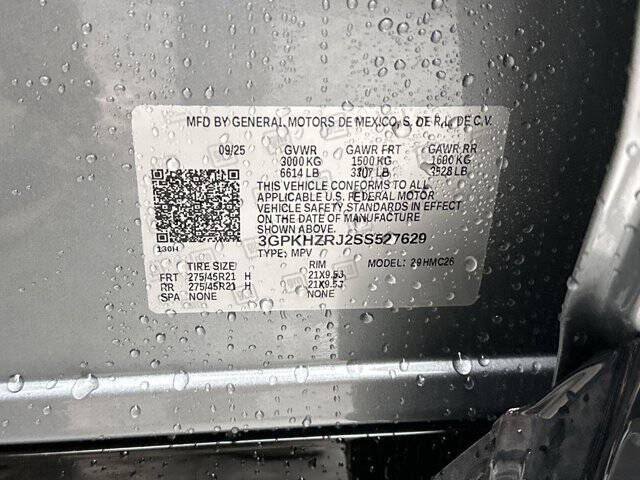 MFD BY GENERAL MOTORS DE MEXICO, S. DE R.L. DE C.V.
09/25 GVWR GAWR FRT GAWR RR
3000 KG 1500 KG 1600 KG
6614 LB 3307 LB 3528 LB
THIS VEHICLE CONFORMS TO ALL
APPLICABLE U.S. FEDERAL MOTOR
VEHICLE SAFETY STANDARDS IN EFFECT
ON THE DATE OF MANUFACTURE
SHOWN ABOVE.
3GPKHZRJ2SS527629
TYPE: MPV MODEL: 29HMC26
130H
TIRE SIZE RIM
FRT 275/45R21 H 21X9.5J
RR 275/45R21 H 21X9.5J
SPA NONE NONE